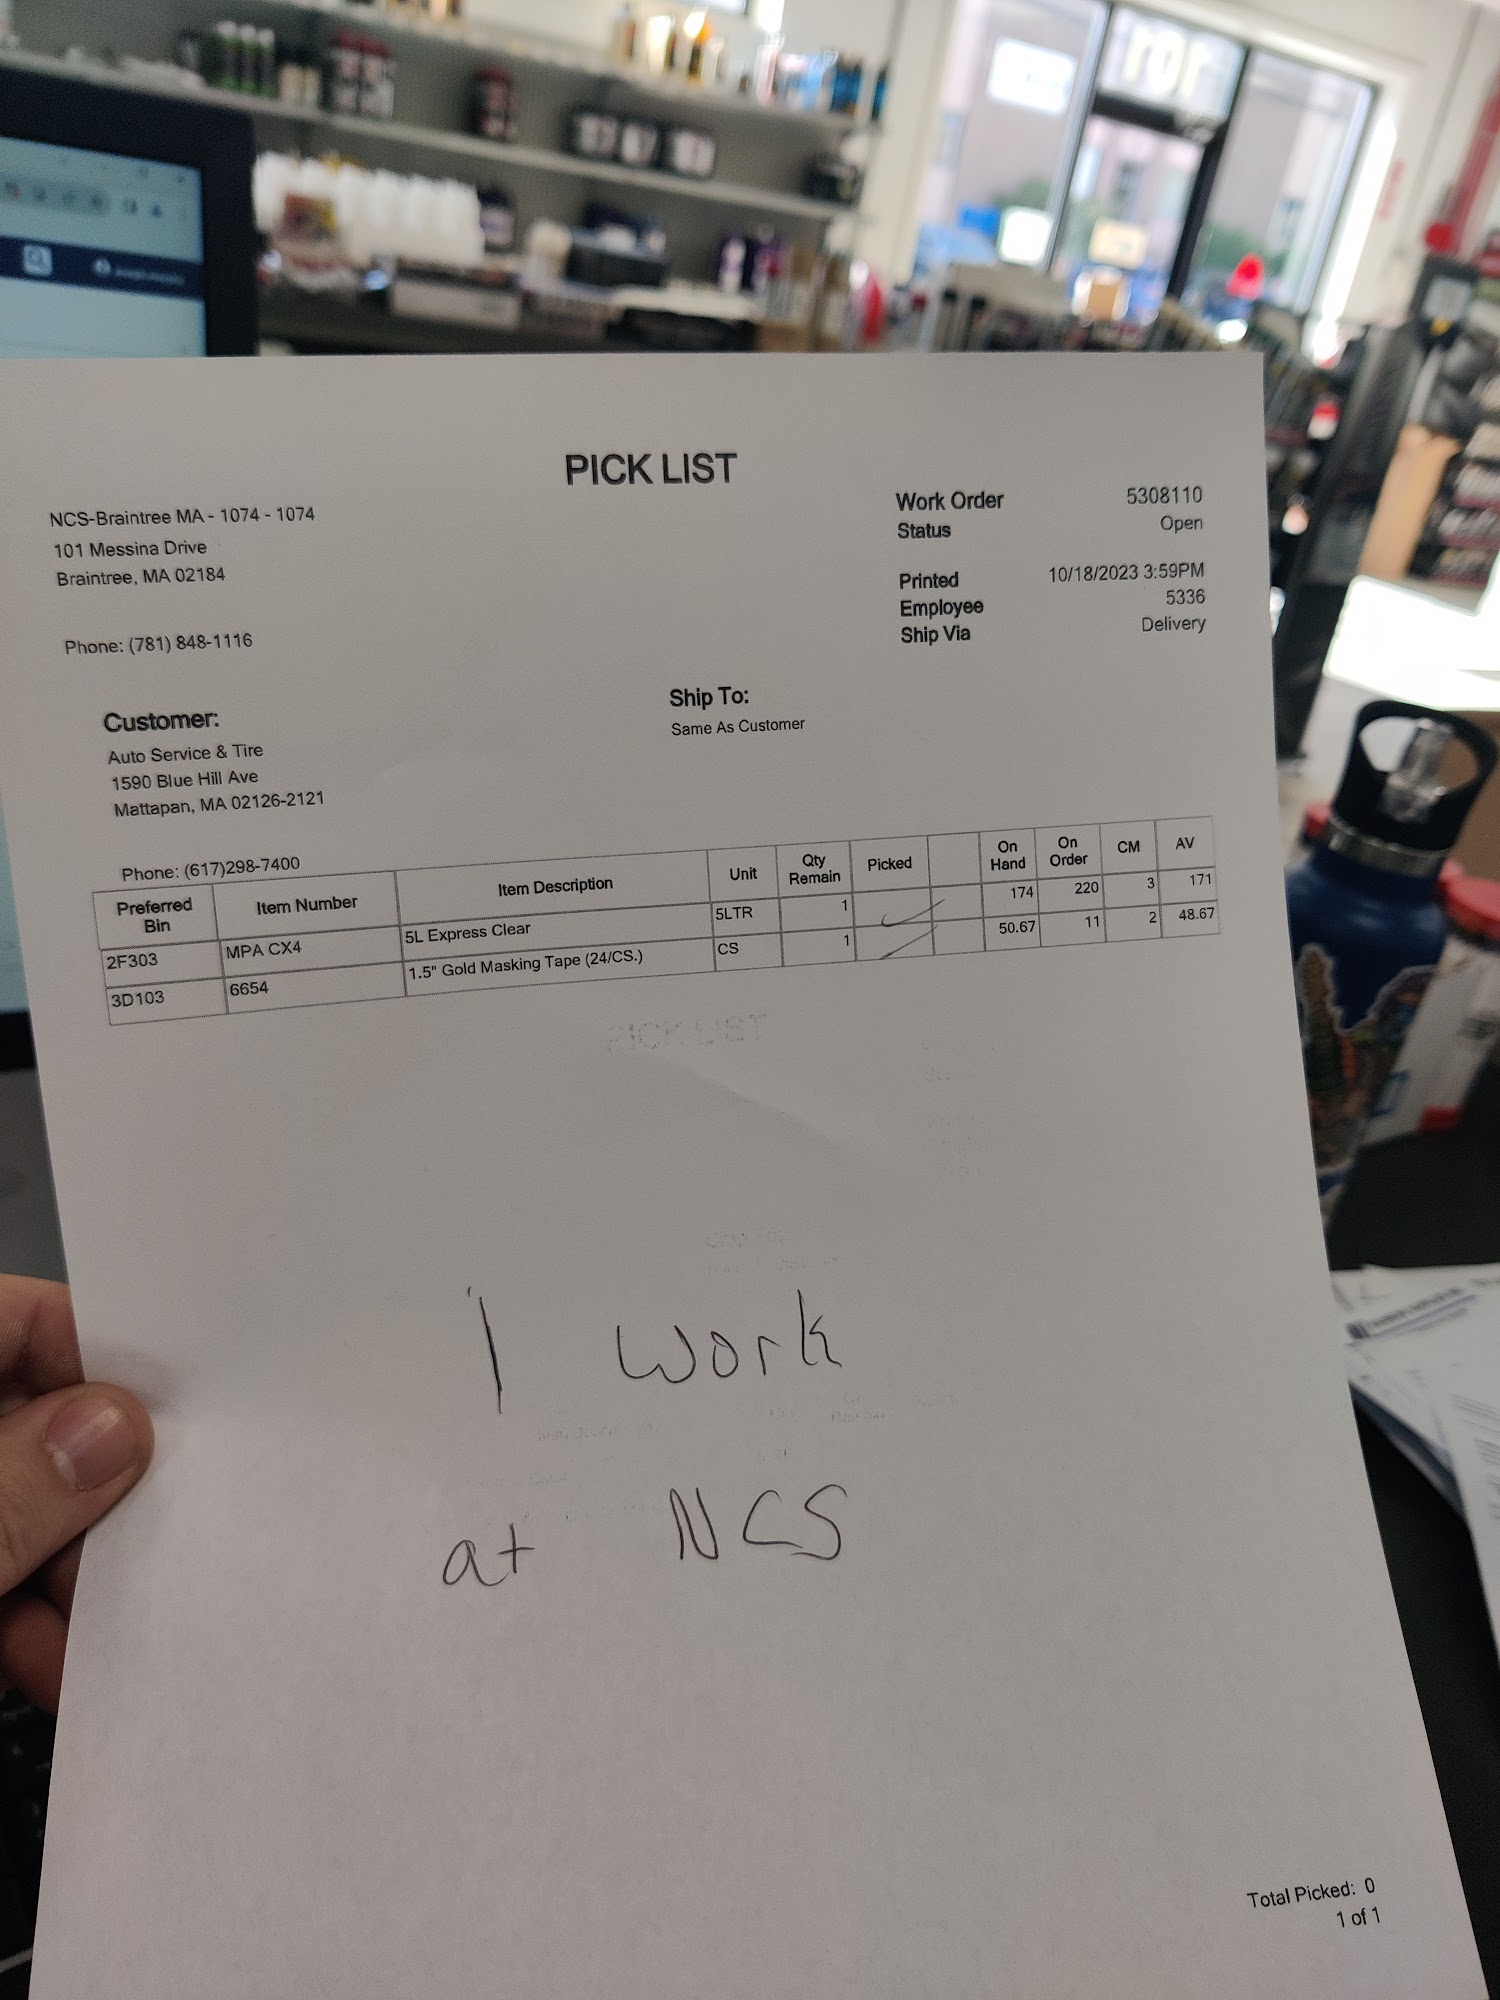 101
PICK LIST
NCS-Braintree MA - 1074 - 1074
101 Messina Drive
Braintree, MA 02184
Phone: (781) 848-1116
Work Order 5308110
Status Open
Printed 10/18/2023 3:59PM
Employee 5336
Ship Via Delivery
Customer:
Auto Service & Tire
1590 Blue Hill Ave
Mattapan, MA 02126-2121
Phone: (617)298-7400
Ship To:
Same As Customer
Preferred Bin Item Number Item Description Unit Qty Remain Picked On Hand On Order CM AV
2F303 MPA CX4 5L Express Clear 5LTR 1 174 220 3 171
3D103 6654 1.5" Gold Masking Tape (24/CS.) CS 1 50.67 11 2 48.67
I work
at NCS
Total Picked: 0
1 of 1